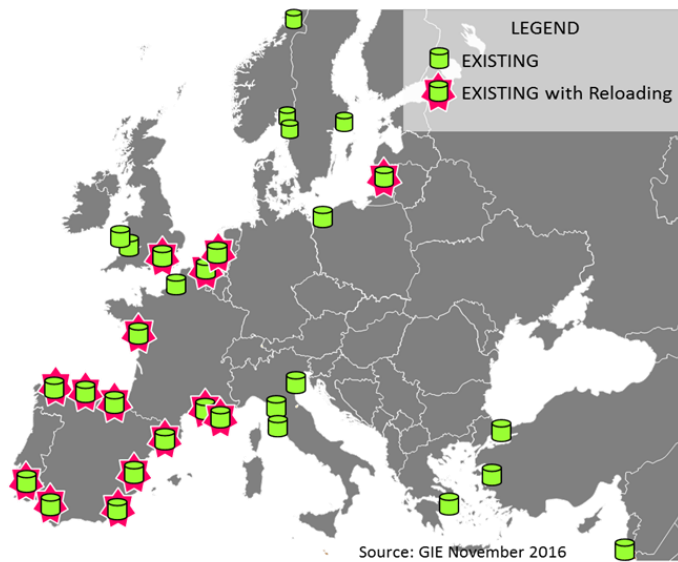 LEGEND
EXISTING
EXISTING with Reloading
Source: GIE November 2016